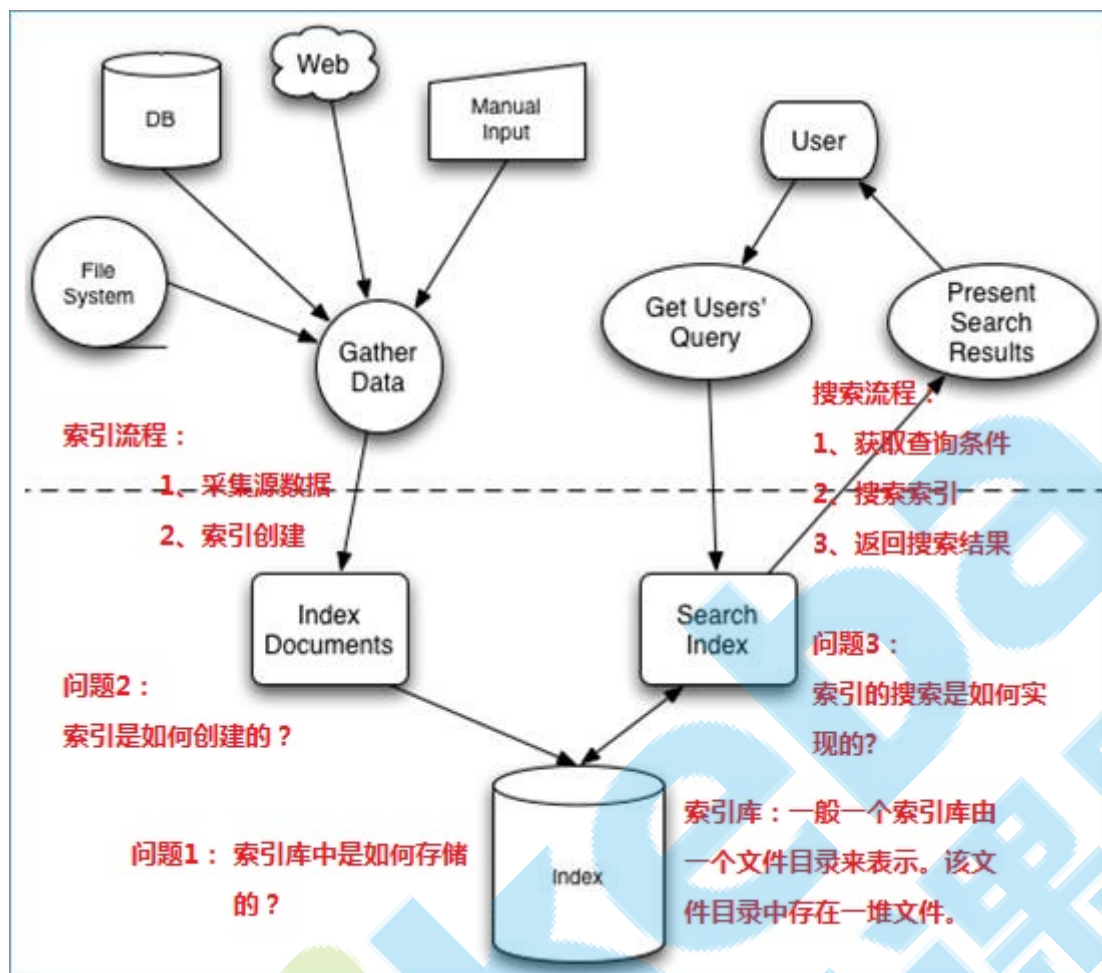 Web
DB
Manual
Input
User
File
System
Gather
Data
Get Users'
Query
Present
Search
Results
索引流程：
1、采集源数据
2、索引创建
搜索流程：
1、获取查询条件
2、搜索索引
3、返回搜索结果
Index
Documents
Search
Index
问题2：
索引是如何创建的？
问题3：
索引的搜索是如何实
现的?
问题1： 索引库中是如何存储
的？
Index
索引库：一般一个索引库由
一个文件目录来表示。该文
件目录中存在一堆文件。